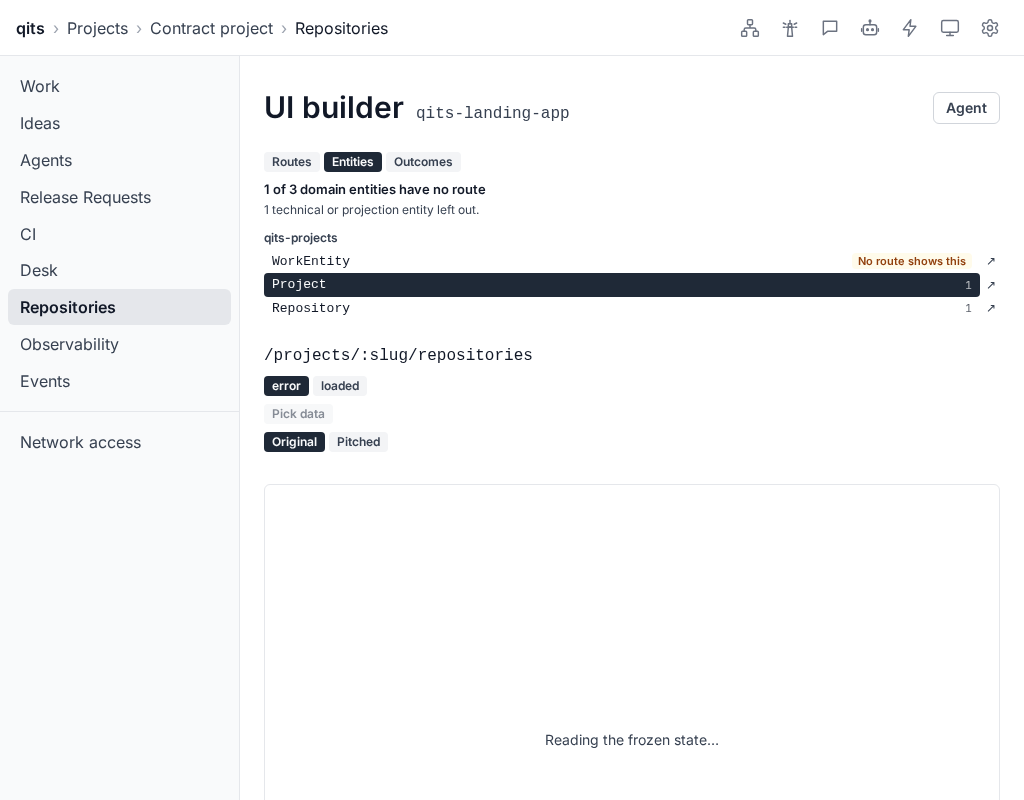 qits › Projects › Contract project › Repositories
Work
Ideas
Agents
Release Requests
CI
Desk
Repositories
Observability
Events
Network access
UI builder qits-landing-app
Agent
Routes Entities Outcomes
1 of 3 domain entities have no route
1 technical or projection entity left out.
qits-projects
WorkEntity No route shows this ↗
Project 1 ↗
Repository 1 ↗
/projects/:slug/repositories
error loaded
Pick data
Original Pitched
Reading the frozen state...